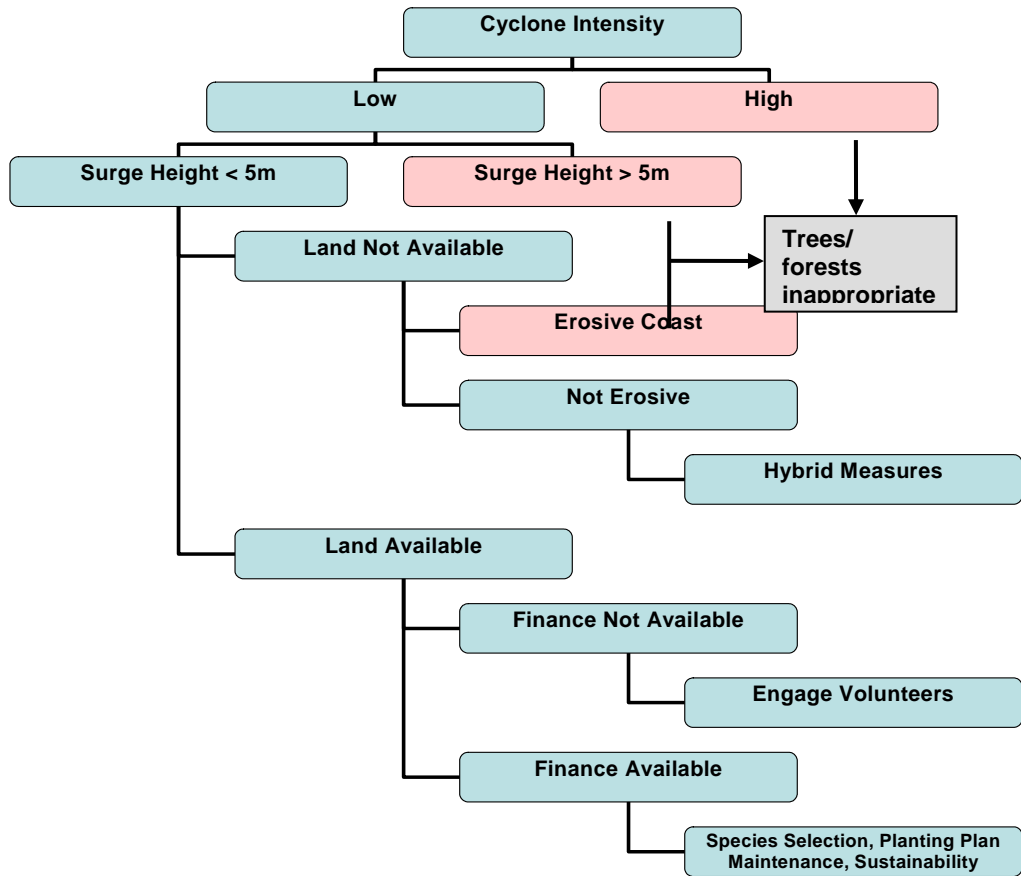 Cyclone Intensity
Low
High
Surge Height < 5m
Surge Height > 5m
Trees/
forests
inappropriate
Land Not Available
Erosive Coast
Not Erosive
Hybrid Measures
Land Available
Finance Not Available
Engage Volunteers
Finance Available
Species Selection, Planting Plan
Maintenance, Sustainability